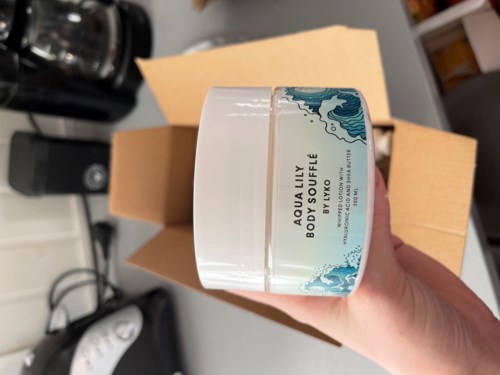 AQUA LILY
BODY SOUFFLÉ
BY LYKO
WHIPPED LOTION WITH
HYALURONIC ACID AND SHEA BUTTER
200 ML